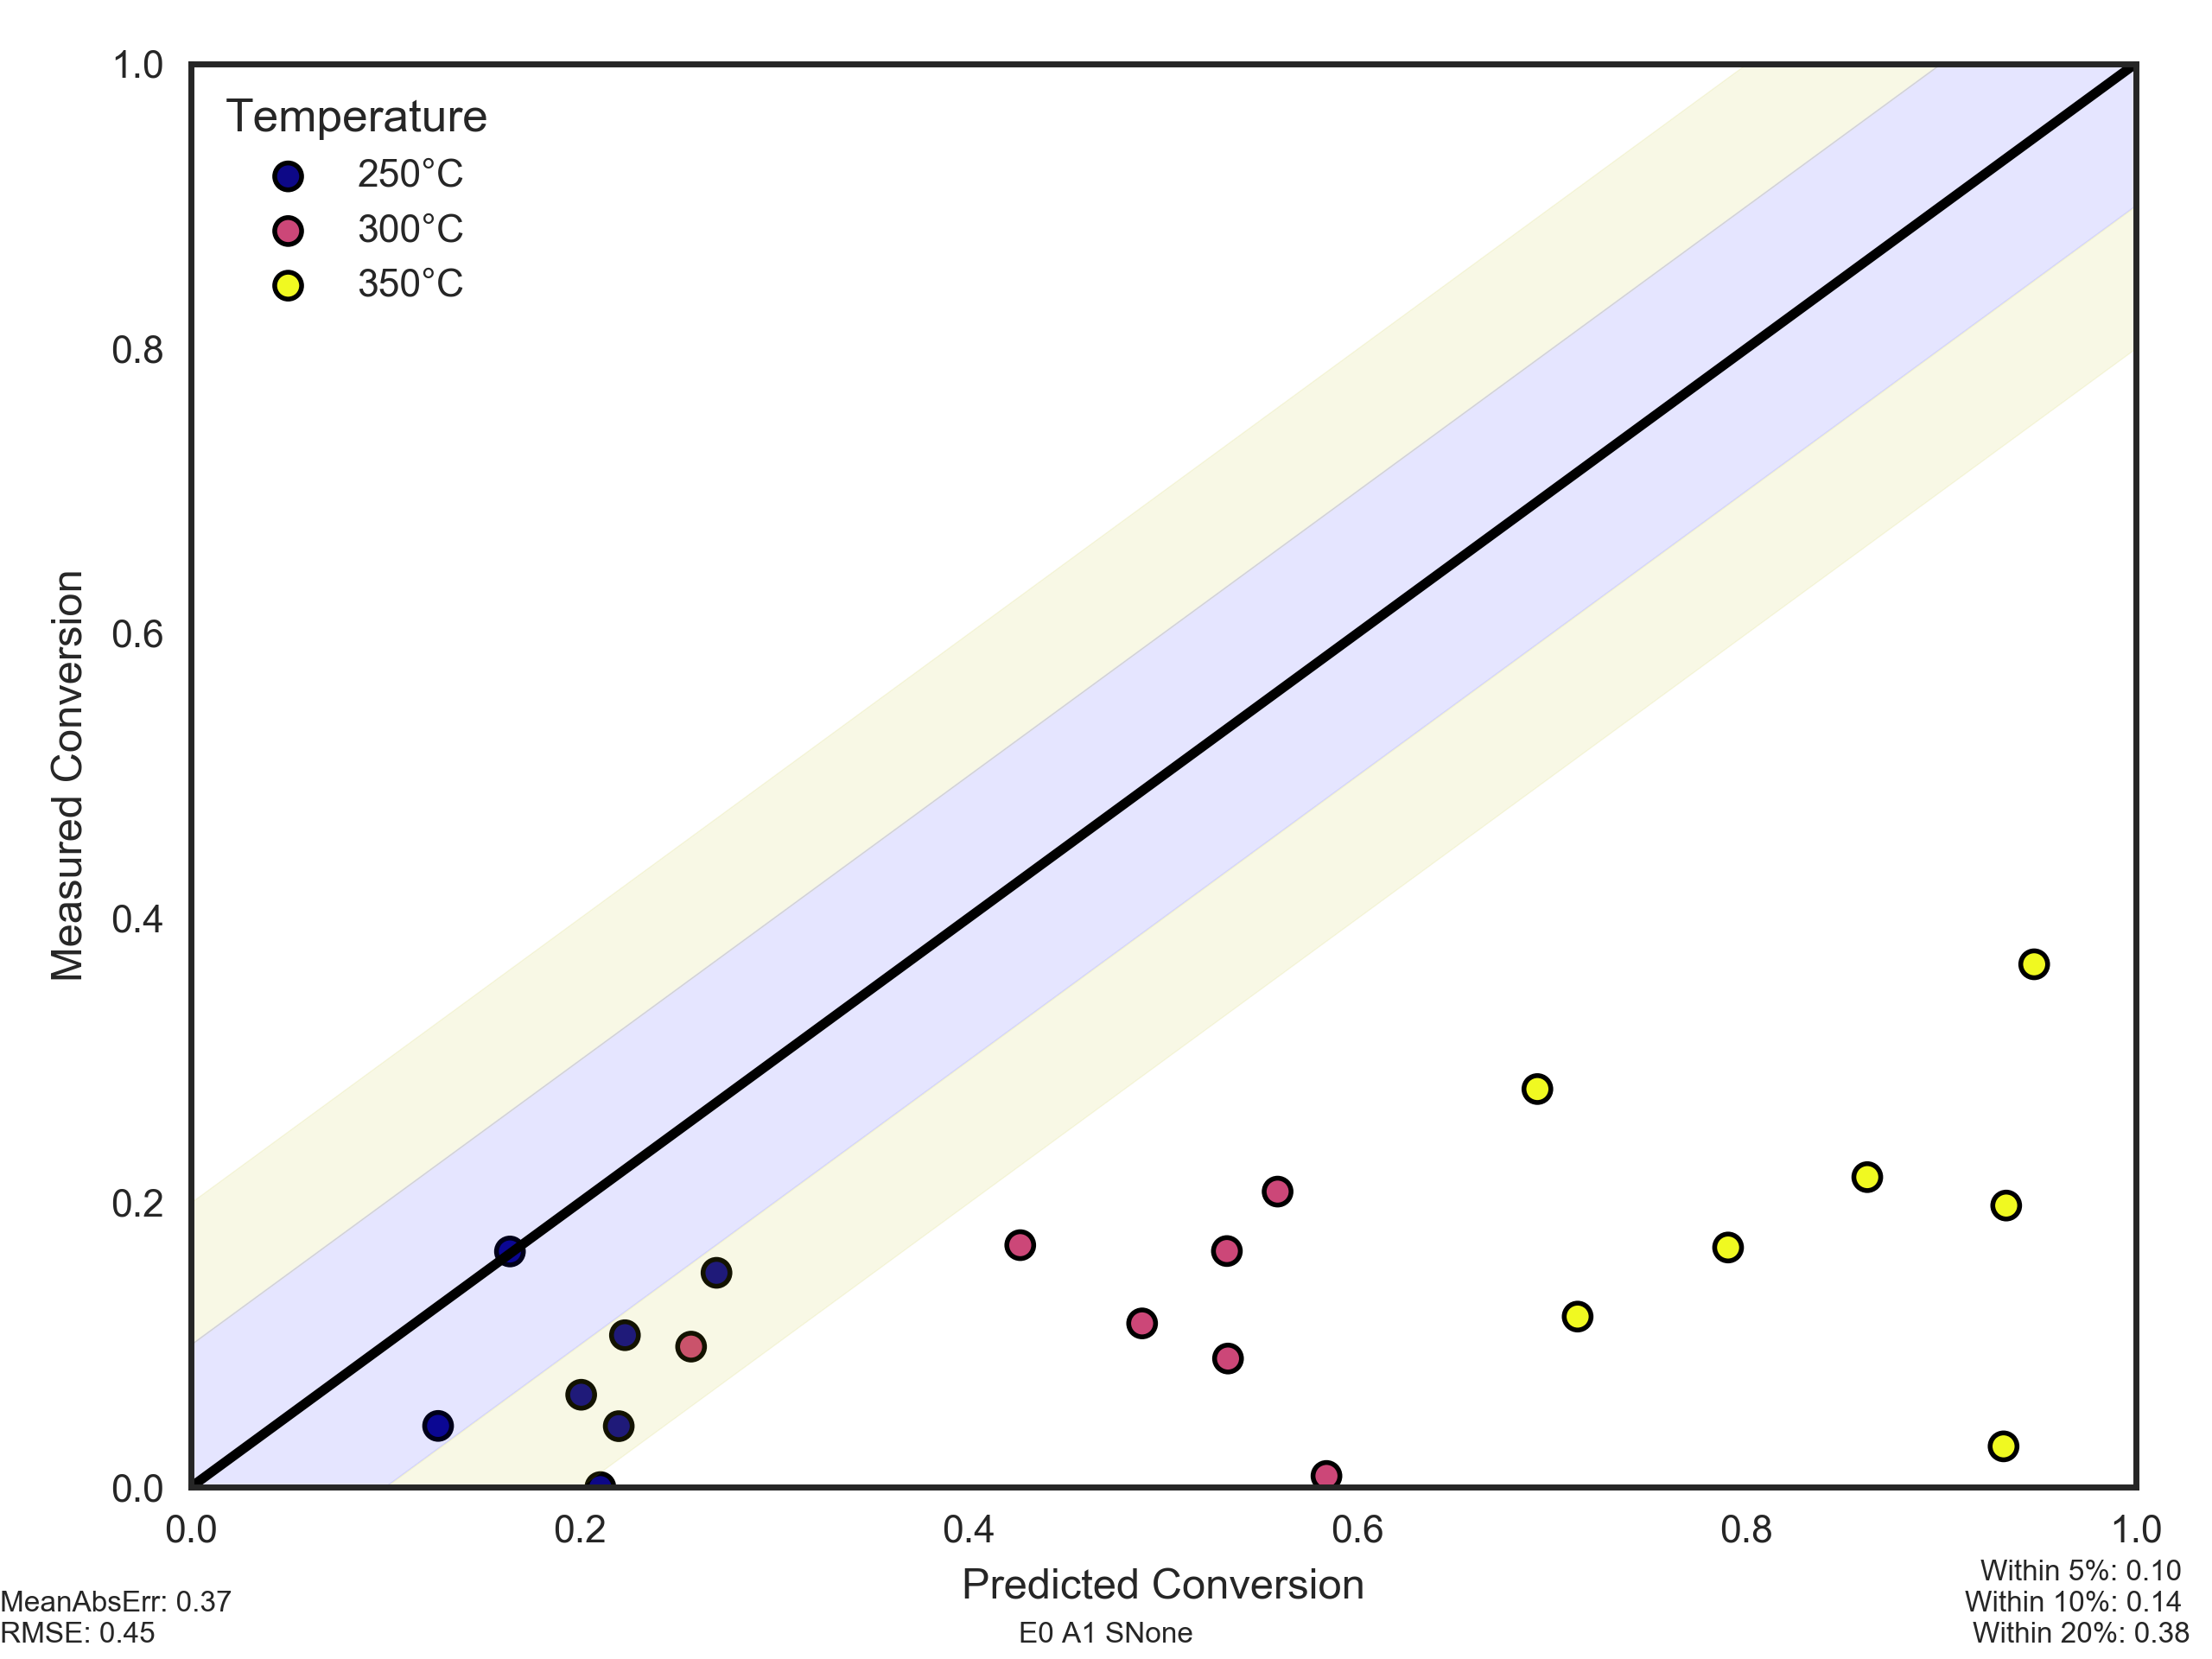 1.0
Temperature
250°C
300°C
350°C
0.8
0.6
0.4
0.2
0.0
Measured Conversion
0.0 0.2 0.4 0.6 0.8 1.0
Predicted Conversion
E0 A1 SNone
MeanAbsErr: 0.37
RMSE: 0.45
Within 5%: 0.10
Within 10%: 0.14
Within 20%: 0.38